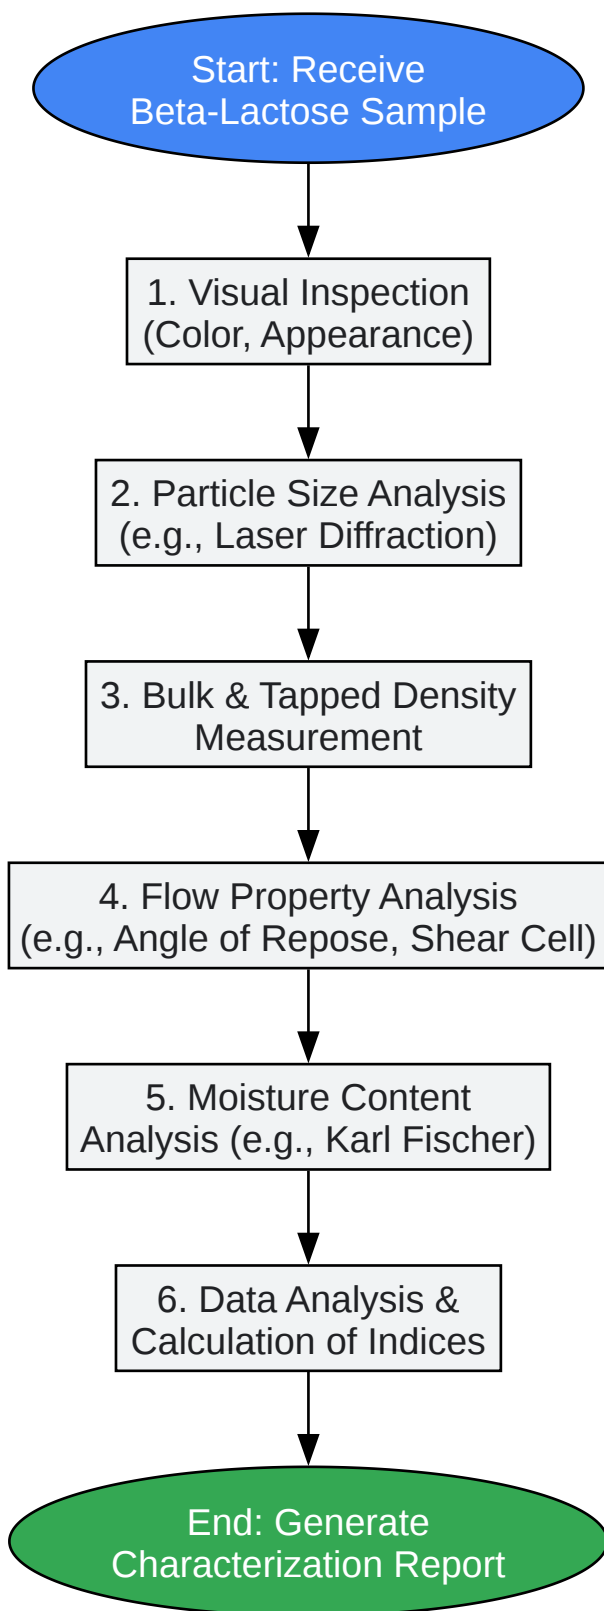 Start: Receive
Beta-Lactose Sample
1. Visual Inspection
(Color, Appearance)
2. Particle Size Analysis
(e.g., Laser Diffraction)
3. Bulk & Tapped Density
Measurement
4. Flow Property Analysis
(e.g., Angle of Repose, Shear Cell)
5. Moisture Content
Analysis (e.g., Karl Fischer)
6. Data Analysis &
Calculation of Indices
End: Generate
Characterization Report